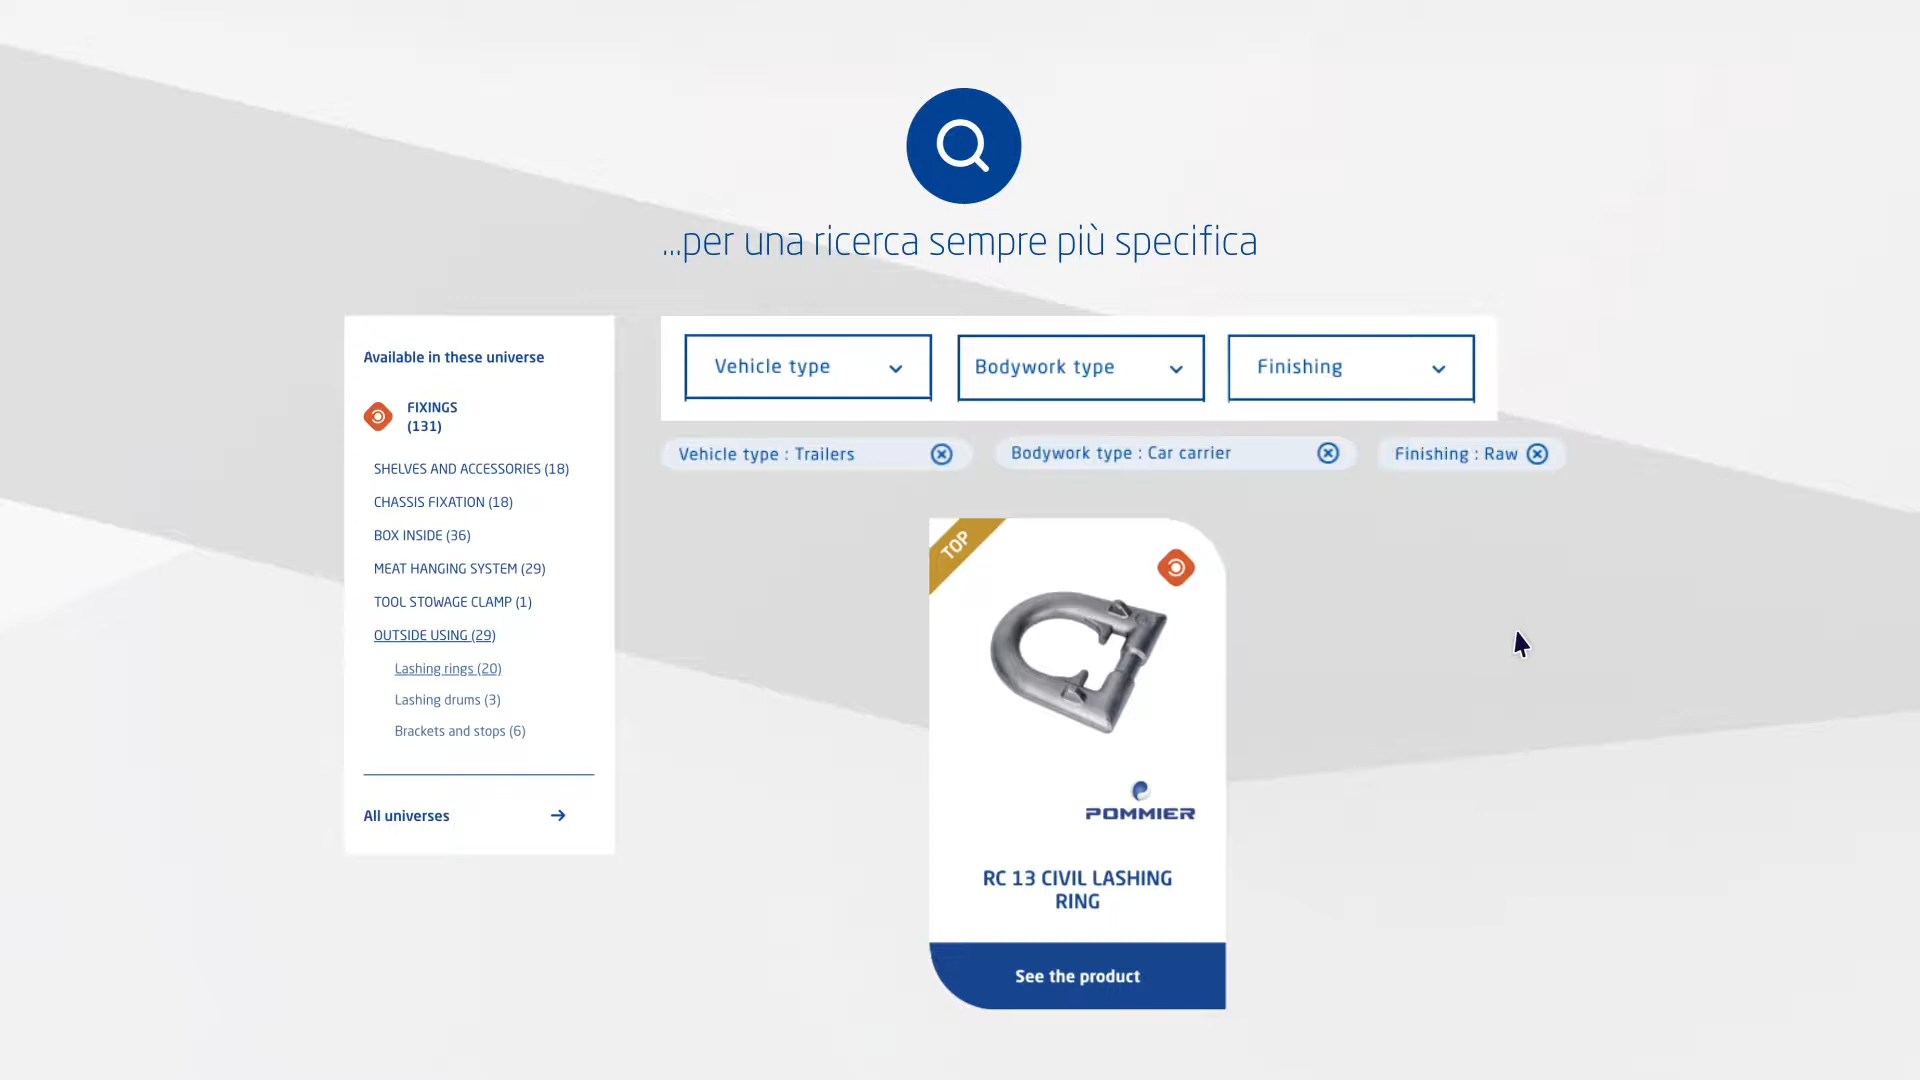 ...per una ricerca sempre più specifica
Available in these universe
FIXINGS
(131)
SHELVES AND ACCESSORIES (18)
CHASSIS FIXATION (18)
BOX INSIDE (36)
MEAT HANGING SYSTEM (29)
TOOL STOWAGE CLAMP (1)
OUTSIDE USING (29)
Lashing rings (20)
Lashing drums (3)
Brackets and stops (6)
All universes
Vehicle type
Bodywork type
Finishing
Vehicle type : Trailers
Bodywork type : Car carrier
Finishing : Raw
TOP
POMMIER
RC 13 CIVIL LASHING
RING
See the product